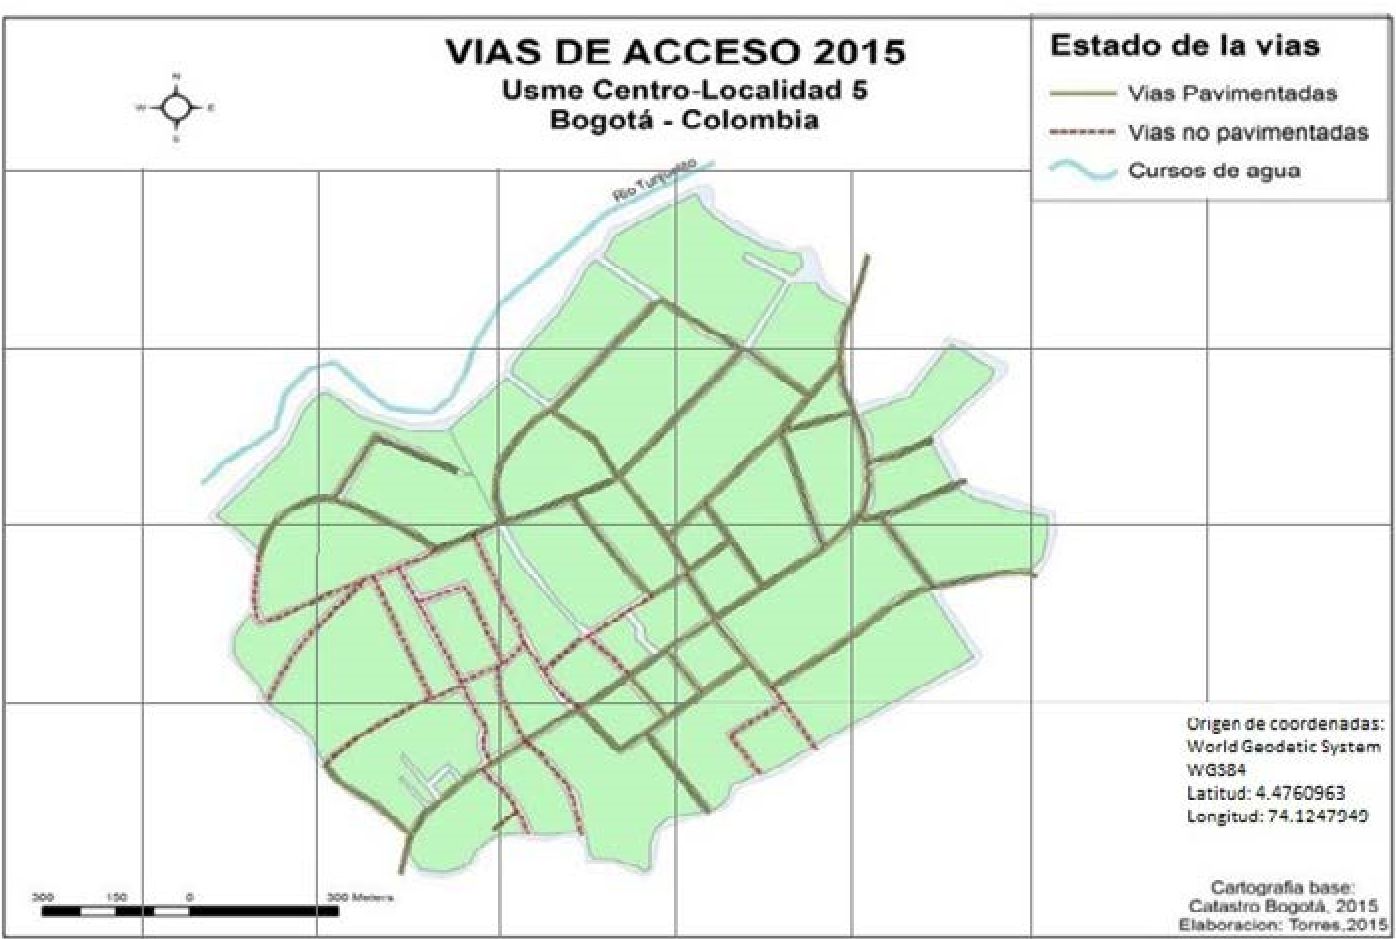 VIAS DE ACCESO 2015
Usme Centro-Localidad 5
Bogotá - Colombia
N
W
E
S
Estado de la vias
Vias Pavimentadas
Vias no pavimentadas
Cursos de agua
Rio
Origen de coordenadas:
World Geodetic System
WGS84
Latitud: 4.4760963
Longitud: 74.1247949
300 150 0 300 Meters
Cartografia base:
Catastro Bogotá, 2015
Elaboracion: Torres,2015